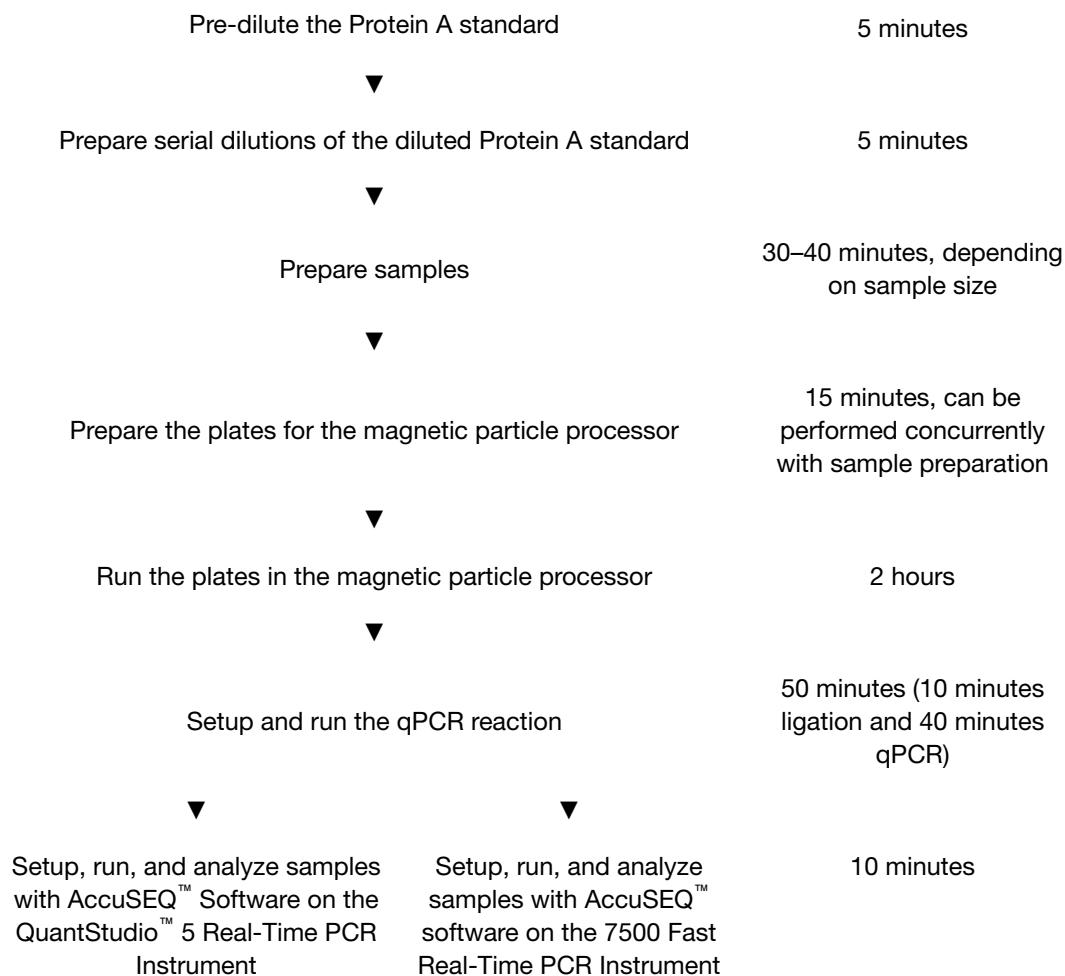 Pre-dilute the Protein A standard
5 minutes
Prepare serial dilutions of the diluted Protein A standard
5 minutes
Prepare samples
30–40 minutes, depending
on sample size
Prepare the plates for the magnetic particle processor
15 minutes, can be
performed concurrently
with sample preparation
Run the plates in the magnetic particle processor
2 hours
Setup and run the qPCR reaction
50 minutes (10 minutes
ligation and 40 minutes
qPCR)
Setup, run, and analyze samples
with AccuSEQ™ Software on the
QuantStudio™ 5 Real-Time PCR
Instrument
Setup, run, and analyze
samples with AccuSEQ™
software on the 7500 Fast
Real-Time PCR Instrument
10 minutes